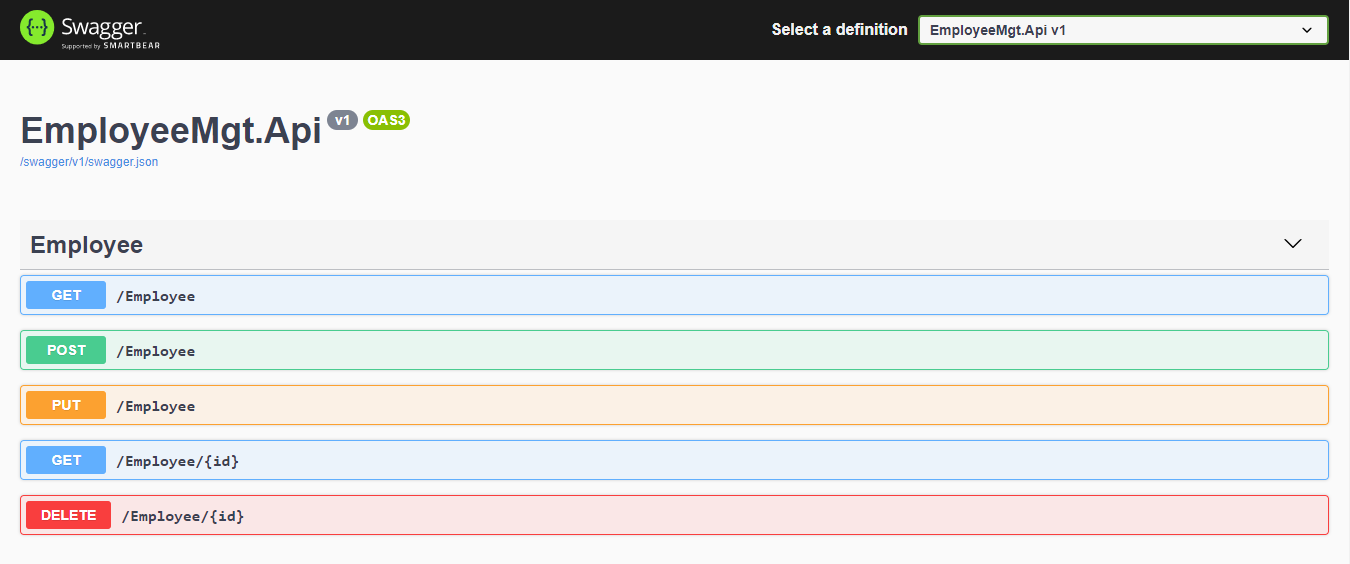 Swagger
Supported by SMARTBEAR
Select a definition
EmployeeMgt.Api v1
EmployeeMgt.Api v1 OAS3
/swagger/v1/swagger.json
Employee
GET /Employee
POST /Employee
PUT /Employee
GET /Employee/{id}
DELETE /Employee/{id}